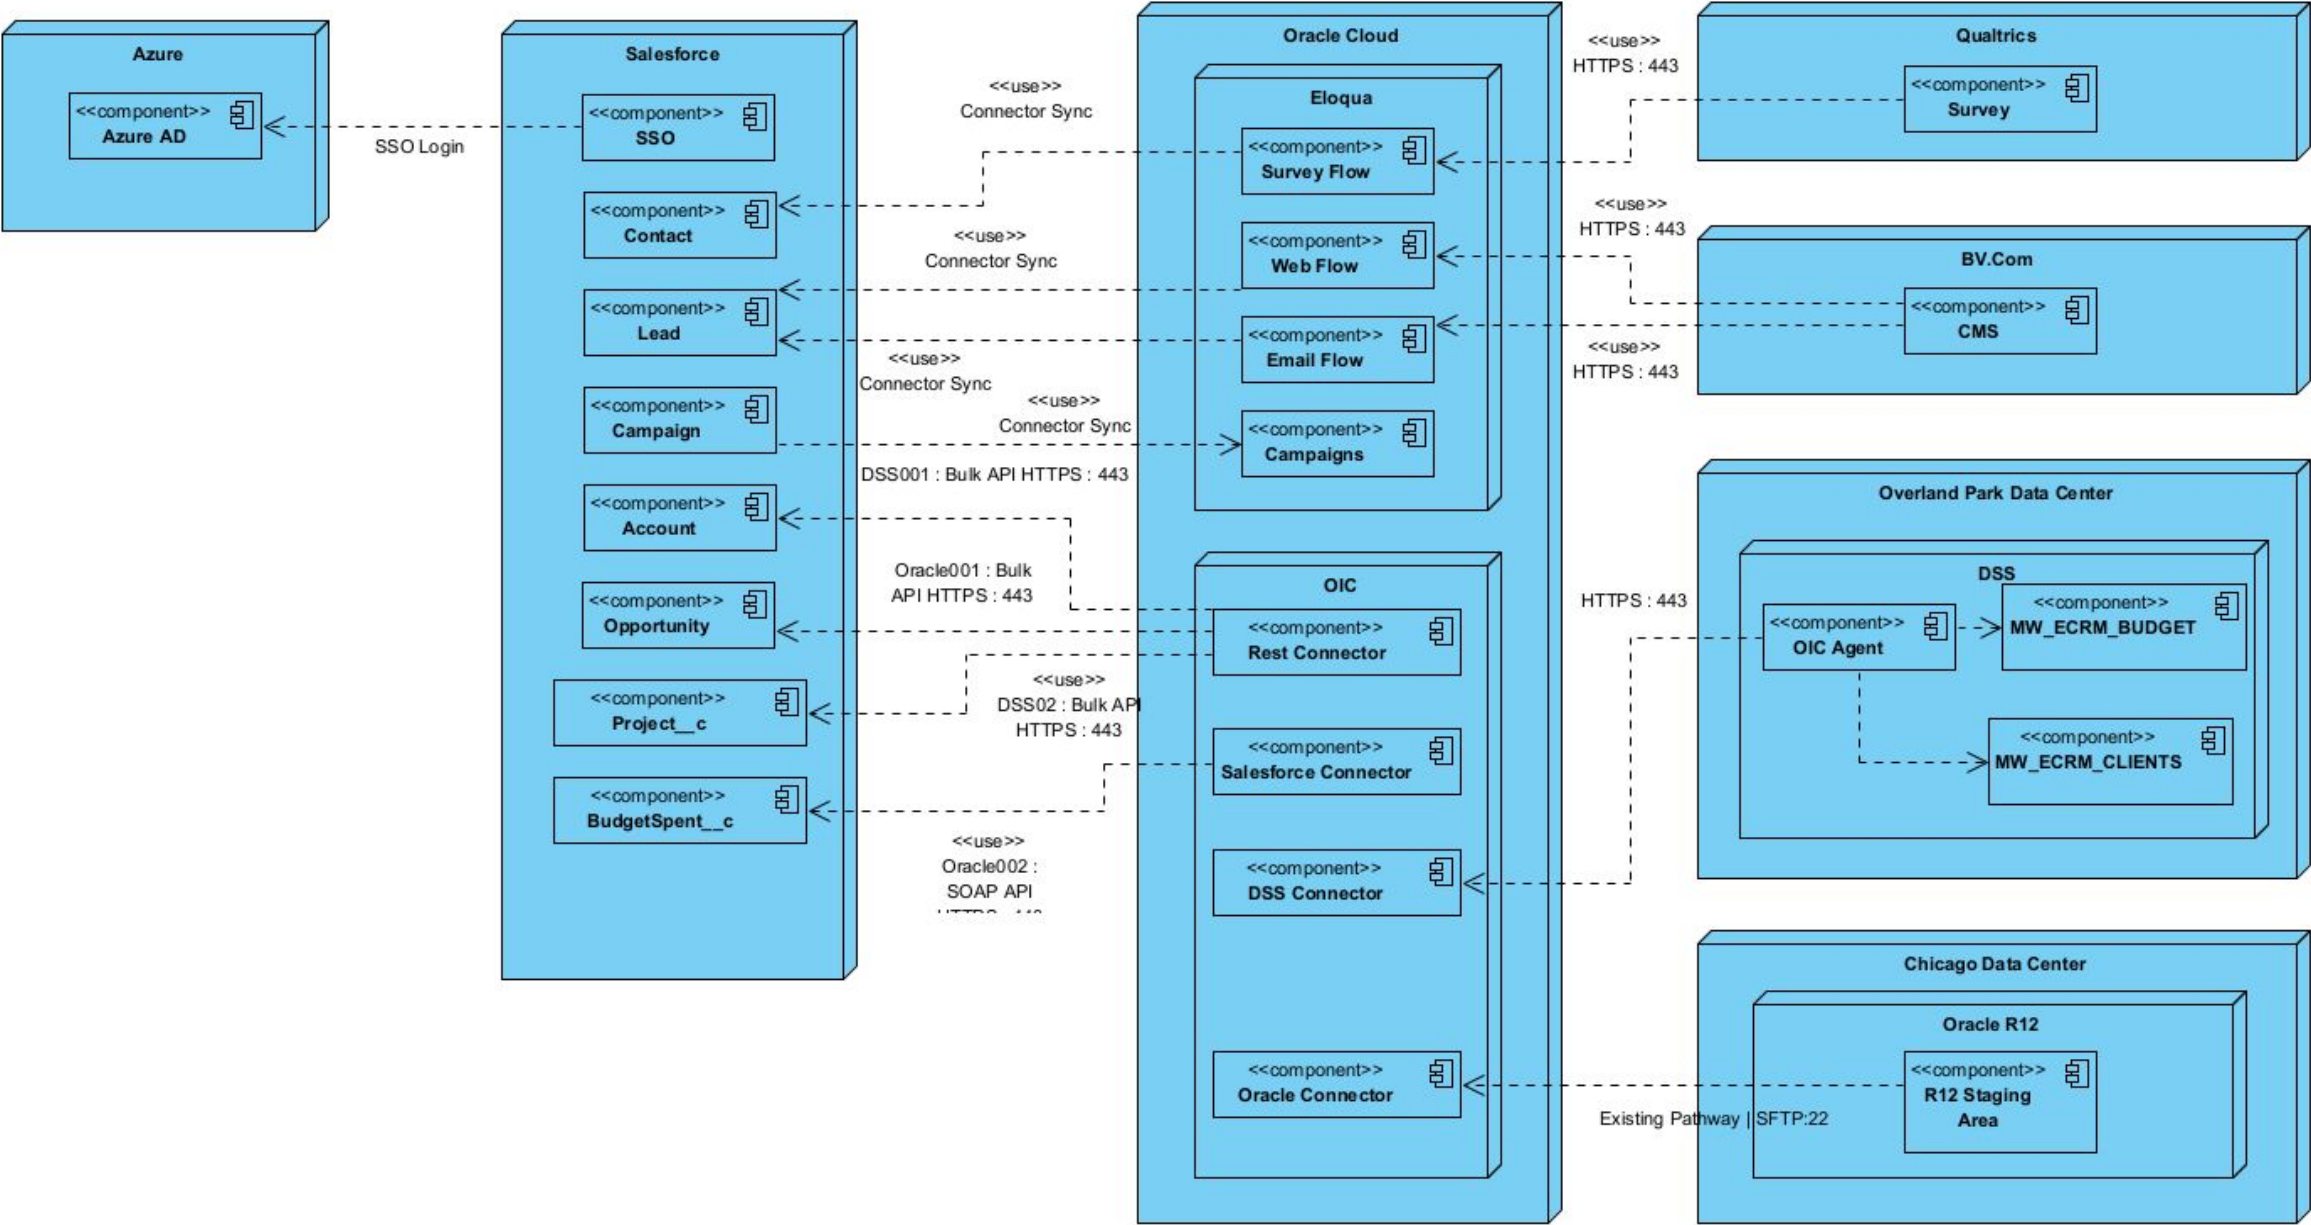 Azure
<<component>>
Azure AD
SSO Login
Salesforce
<<component>>
SSO
<<component>>
Contact
<<component>>
Lead
<<component>>
Campaign
<<component>>
Account
<<component>>
Opportunity
<<component>>
Project__c
<<component>>
BudgetSpent__c
<<use>>
Connector Sync
<<use>>
Connector Sync
<<use>>
Connector Sync
<<use>>
Connector Sync
DSS001 : Bulk API HTTPS : 443
Oracle001 : Bulk
API HTTPS : 443
<<use>>
DSS02 : Bulk API
HTTPS : 443
<<use>>
Oracle002 :
SOAP API
Oracle Cloud
Eloqua
<<component>>
Survey Flow
<<component>>
Web Flow
<<component>>
Email Flow
<<component>>
Campaigns
OIC
<<component>>
Rest Connector
<<component>>
Salesforce Connector
<<component>>
DSS Connector
<<component>>
Oracle Connector
<<use>>
HTTPS : 443
<<use>>
HTTPS : 443
<<use>>
HTTPS : 443
HTTPS : 443
Existing Pathway | SFTP:22
Qualtrics
<<component>>
Survey
BV.Com
<<component>>
CMS
Overland Park Data Center
DSS
<<component>>
OIC Agent
<<component>>
MW_ECRM_BUDGET
<<component>>
MW_ECRM_CLIENTS
Chicago Data Center
Oracle R12
<<component>>
R12 Staging
Area